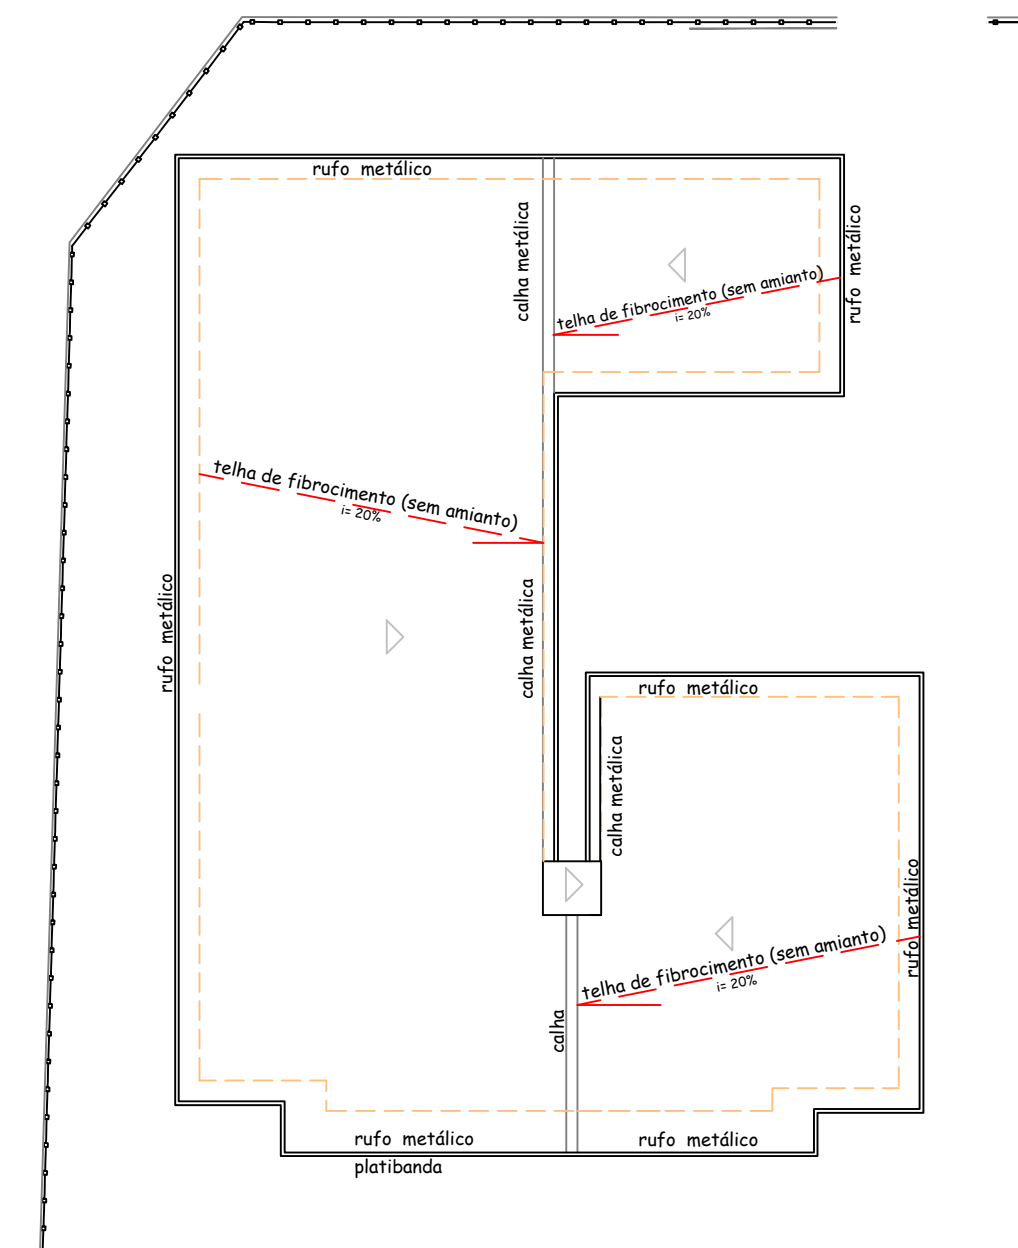 rufo metálico
calha metálica
rufo metálico
telha de fibrocimento (sem amianto)
i= 20%
telha de fibrocimento (sem amianto)
i= 20%
rufo metálico
calha metálica
rufo metálico
calha metálica
rufo metálico
telha de fibrocimento (sem amianto)
i= 20%
calha
rufo metálico
rufo metálico
platibanda